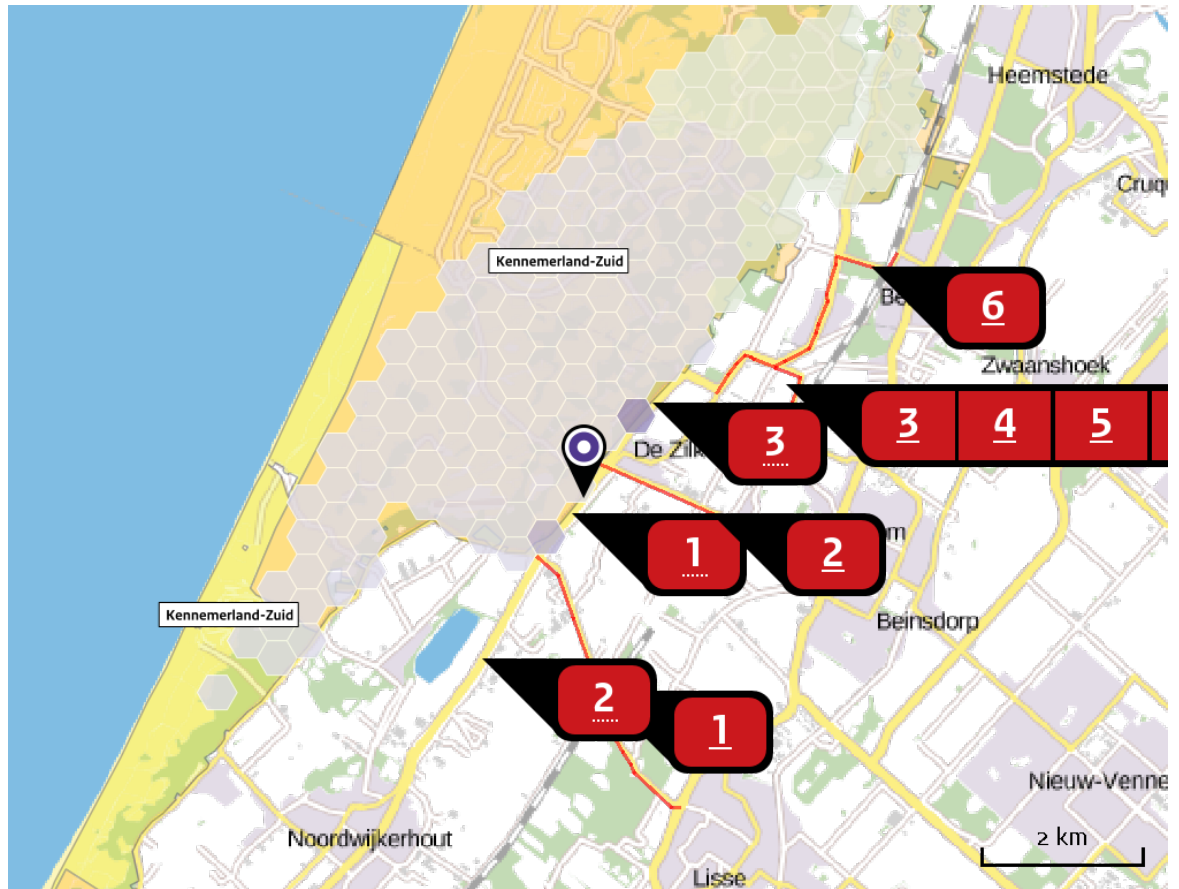 Heemstede
Cruq
Kennemerland-Zuid
6
Zwaanshoek
3
4
5
3
De Zilk
1
2
Beinsdorp
Kennemerland-Zuid
2
1
Nieuw-Venne
Noordwijkerhout
2 km
Lisse